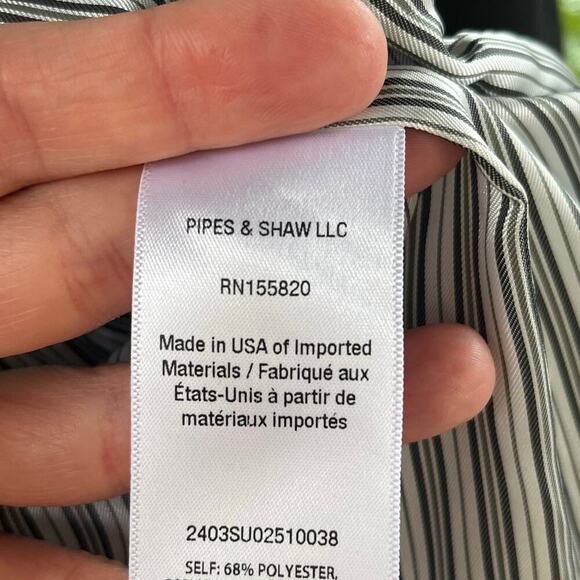 PIPES & SHAW LLC
RN155820
Made in USA of Imported
Materials / Fabriqué aux
États-Unis à partir de
matériaux importés
2403SU02510038
SELF: 68% POLYESTER,